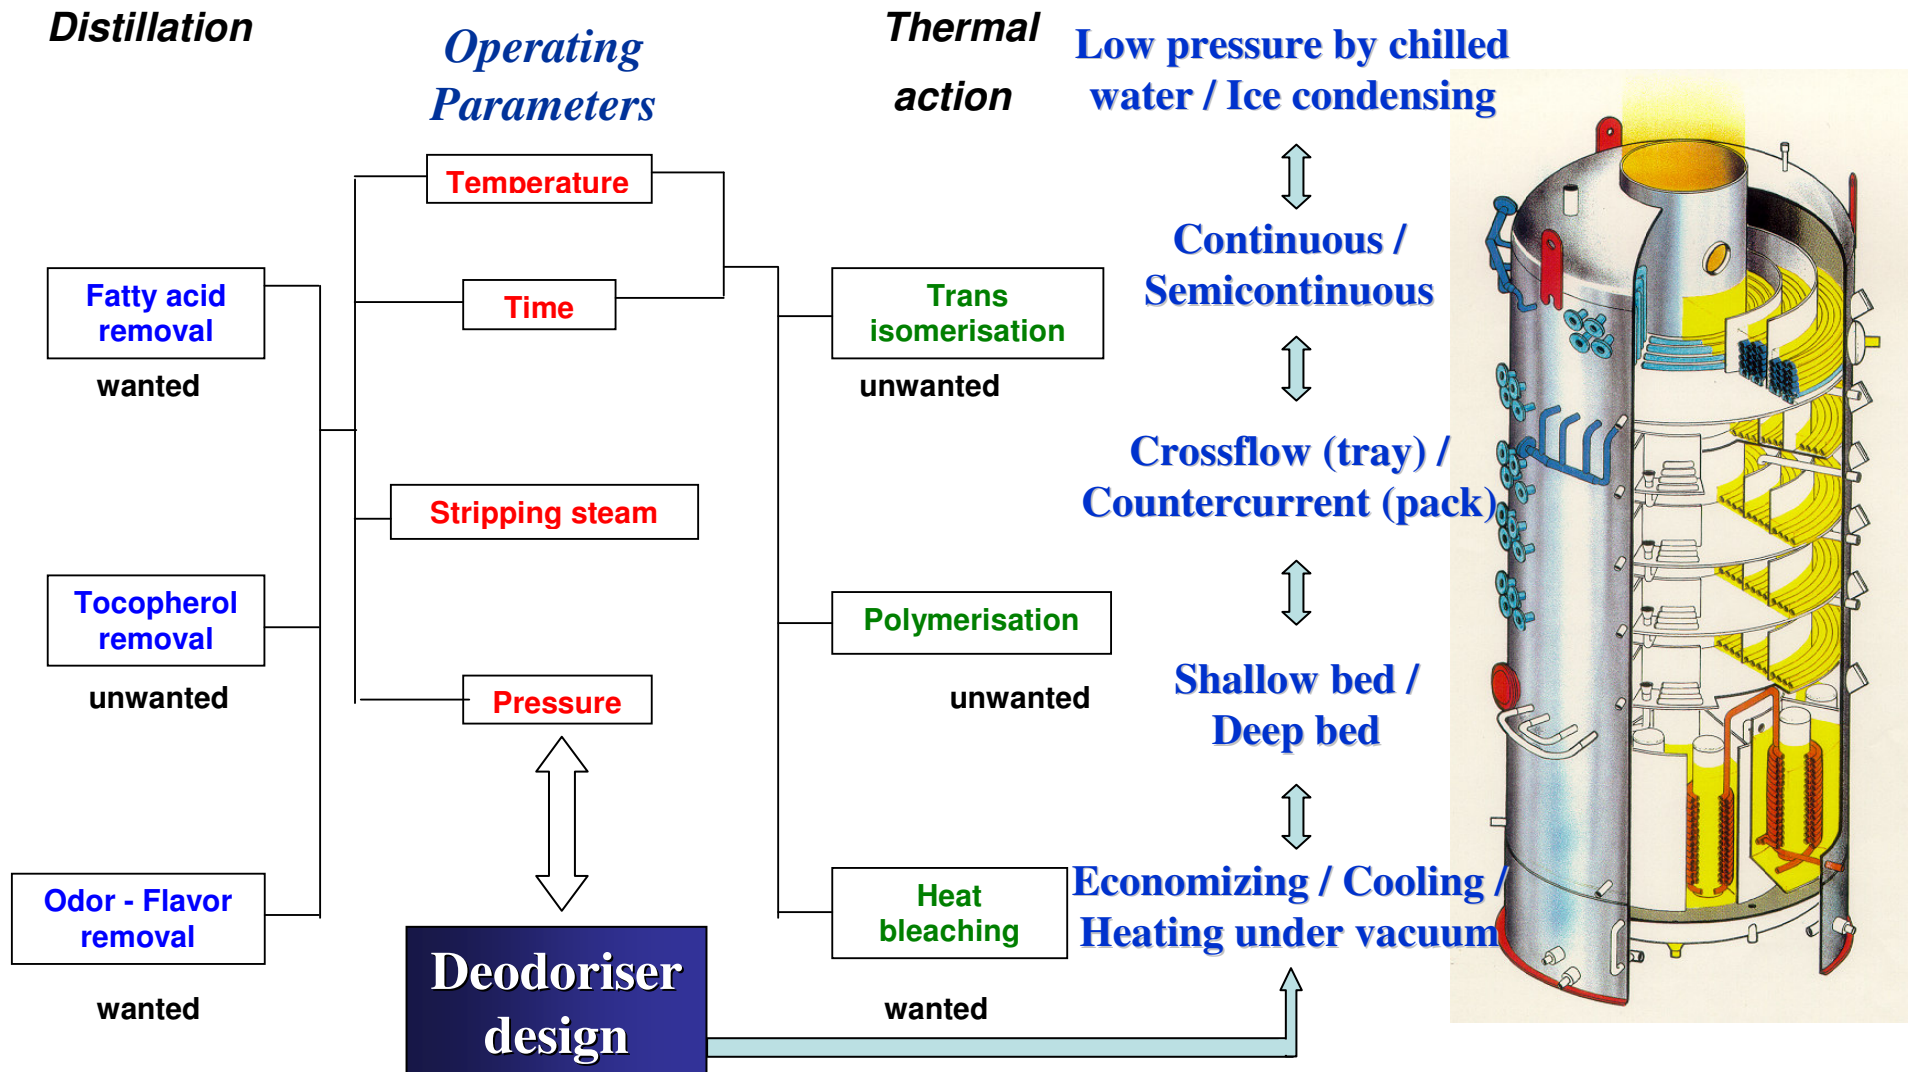 Distillation
Operating
Parameters
Thermal
action
Low pressure by chilled
water / Ice condensing
Temperature
Continuous /
Semicontinuous
Fatty acid
removal
wanted
Time
Trans
isomerisation
unwanted
Crossflow (tray) /
Countercurrent (pack)
Stripping steam
Tocopherol
removal
unwanted
Polymerisation
unwanted
Shallow bed /
Deep bed
Pressure
Odor - Flavor
removal
wanted
Heat
bleaching
wanted
Economizing / Cooling /
Heating under vacuum
Deodoriser
design